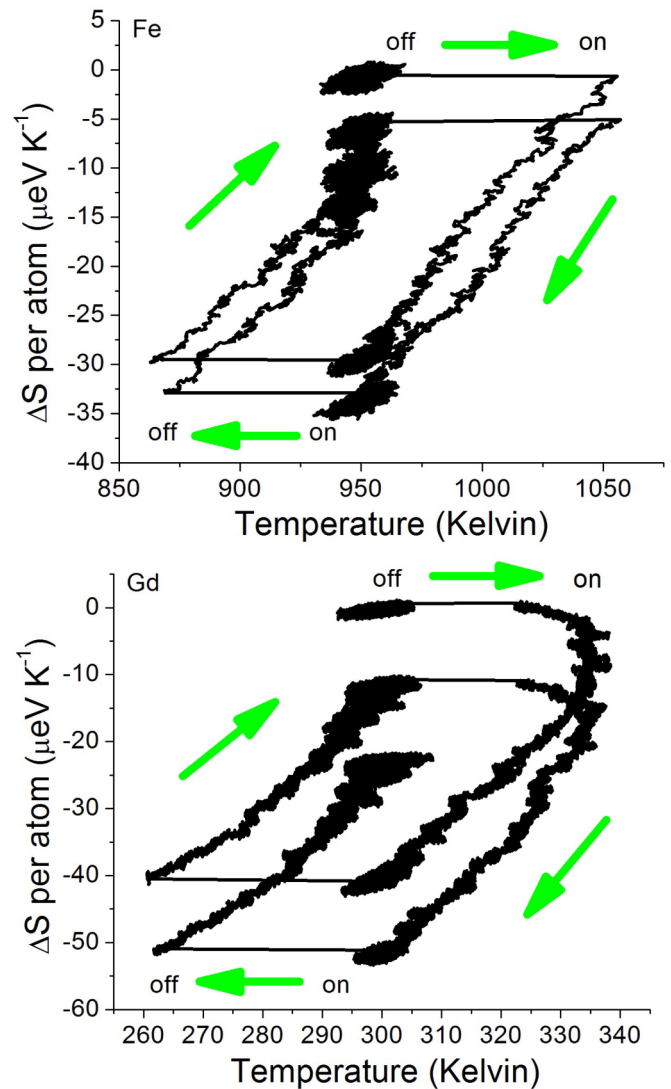 Fe
off on
5
0
-5
-10
-15
-20
-25
-30
-35
-40
ΔS per atom (μeV K⁻¹)
off on
850 900 950 1000 1050
Temperature (Kelvin)
Gd
off on
0
-10
-20
-30
-40
-50
-60
ΔS per atom (μeV K⁻¹)
off on
260 270 280 290 300 310 320 330 340
Temperature (Kelvin)